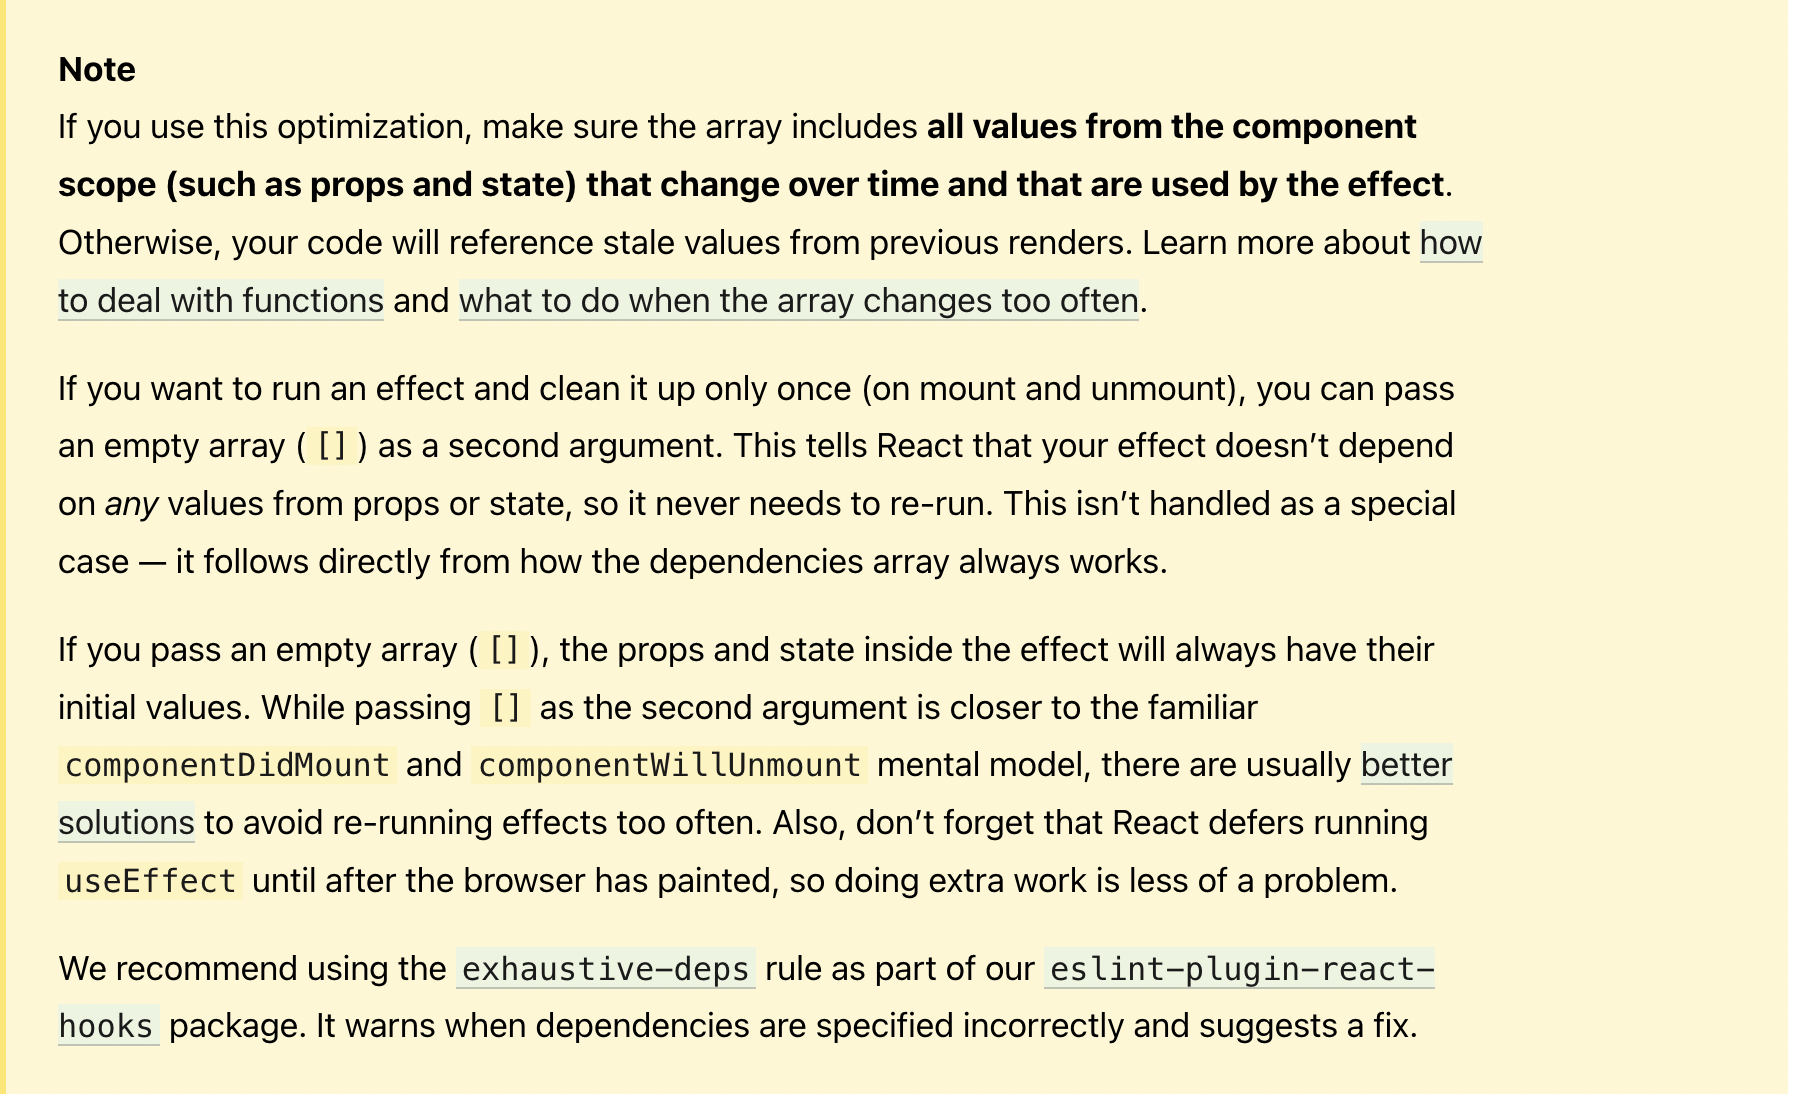 Note
If you use this optimization, make sure the array includes all values from the component
scope (such as props and state) that change over time and that are used by the effect.
Otherwise, your code will reference stale values from previous renders. Learn more about how
to deal with functions and what to do when the array changes too often.
If you want to run an effect and clean it up only once (on mount and unmount), you can pass
an empty array ([]) as a second argument. This tells React that your effect doesn’t depend
on any values from props or state, so it never needs to re-run. This isn’t handled as a special
case — it follows directly from how the dependencies array always works.
If you pass an empty array ([]), the props and state inside the effect will always have their
initial values. While passing [] as the second argument is closer to the familiar
componentDidMount and componentWillUnmount mental model, there are usually better
solutions to avoid re-running effects too often. Also, don’t forget that React defers running
useEffect until after the browser has painted, so doing extra work is less of a problem.
We recommend using the exhaustive-deps rule as part of our eslint-plugin-react-
hooks package. It warns when dependencies are specified incorrectly and suggests a fix.